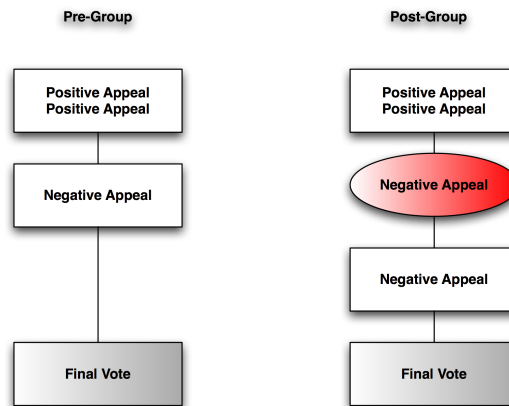 Pre-Group
Positive Appeal
Positive Appeal
Negative Appeal
Final Vote
Post-Group
Positive Appeal
Positive Appeal
Negative Appeal
Negative Appeal
Final Vote